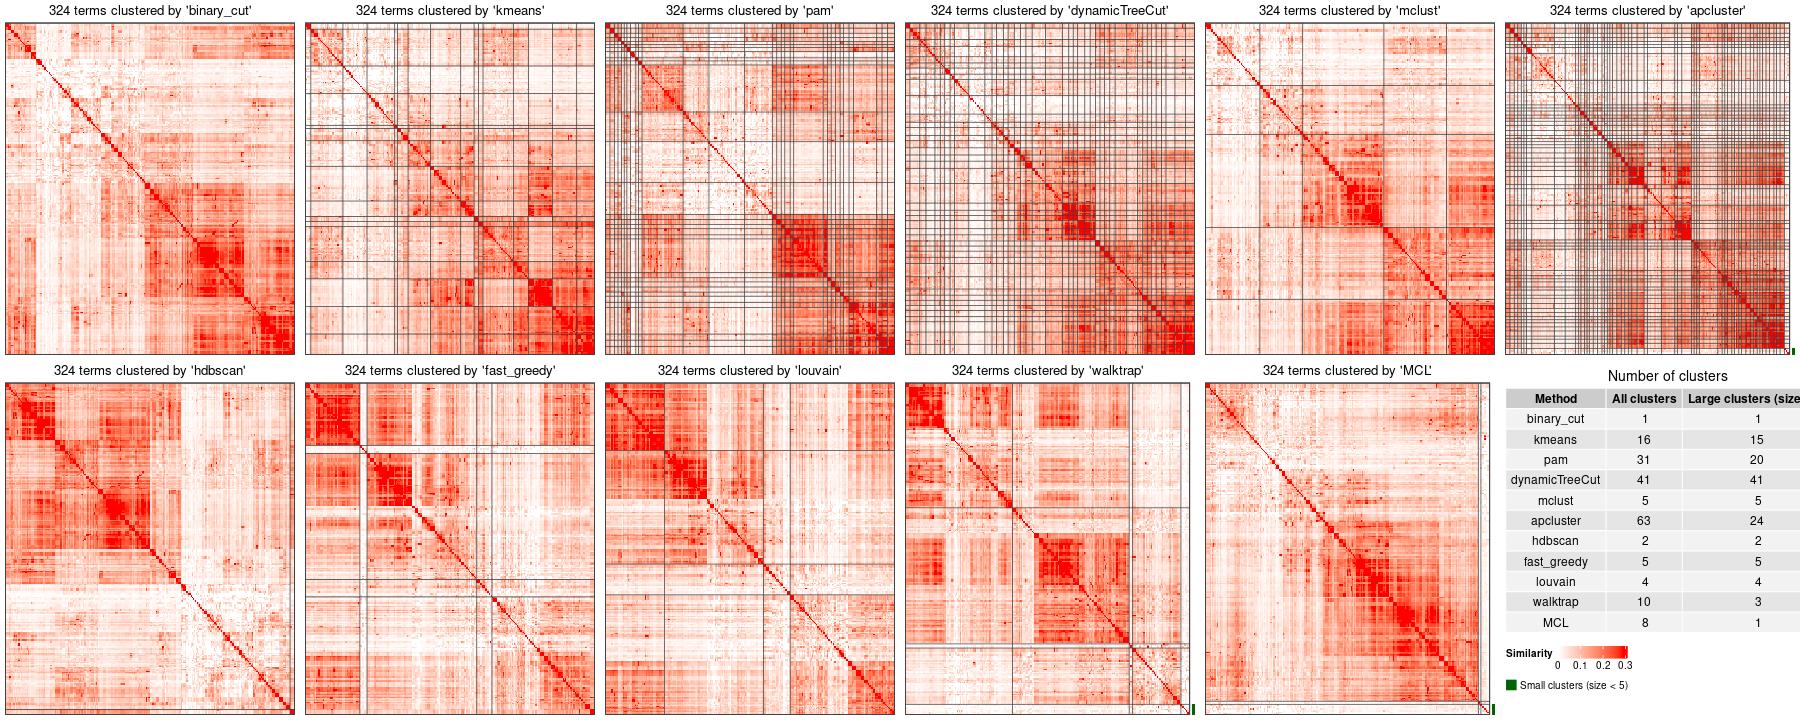 324 terms clustered by 'binary_cut'
324 terms clustered by 'kmeans'
324 terms clustered by 'pam'
324 terms clustered by 'dynamicTreeCut'
324 terms clustered by 'mclust'
324 terms clustered by 'apcluster'
324 terms clustered by 'hdbscan'
324 terms clustered by 'fast_greedy'
324 terms clustered by 'louvain'
324 terms clustered by 'walktrap'
324 terms clustered by 'MCL'
Number of clusters
Method All clusters Large clusters (size
binary_cut 1 1
kmeans 16 15
pam 31 20
dynamicTreeCut 41 41
mclust 5 5
apcluster 63 24
hdbscan 2 2
fast_greedy 5 5
louvain 4 4
walktrap 10 3
MCL 8 1
Similarity
0 0.1 0.2 0.3
Small clusters (size < 5)